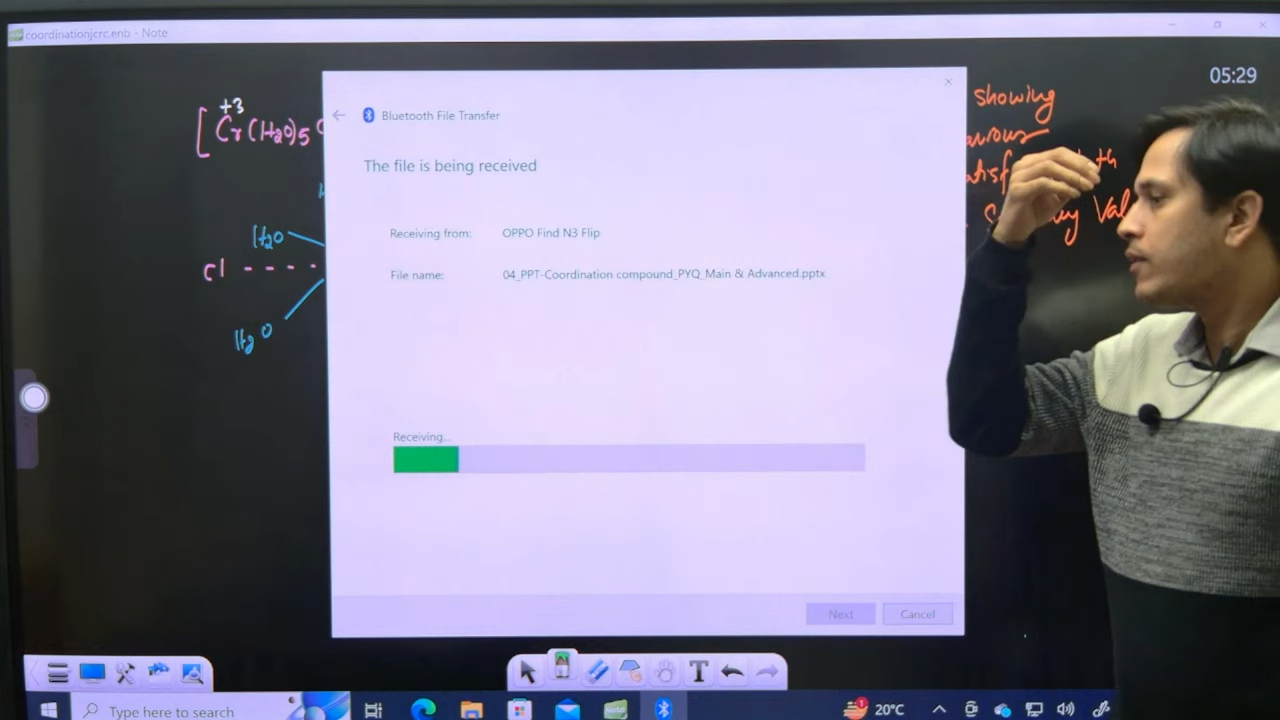 coordinationjcrc.enb - Note
05:29
+3
[Cr(H2O)5
H2O
Cl
H2O
showing
Bluetooth File Transfer
The file is being received
Receiving from: OPPO Find N3 Flip
File name: 04_PPT-Coordination compound_PYQ_Main & Advanced.pptx
Receiving...
Next Cancel
T
Type here to search
1
20°C